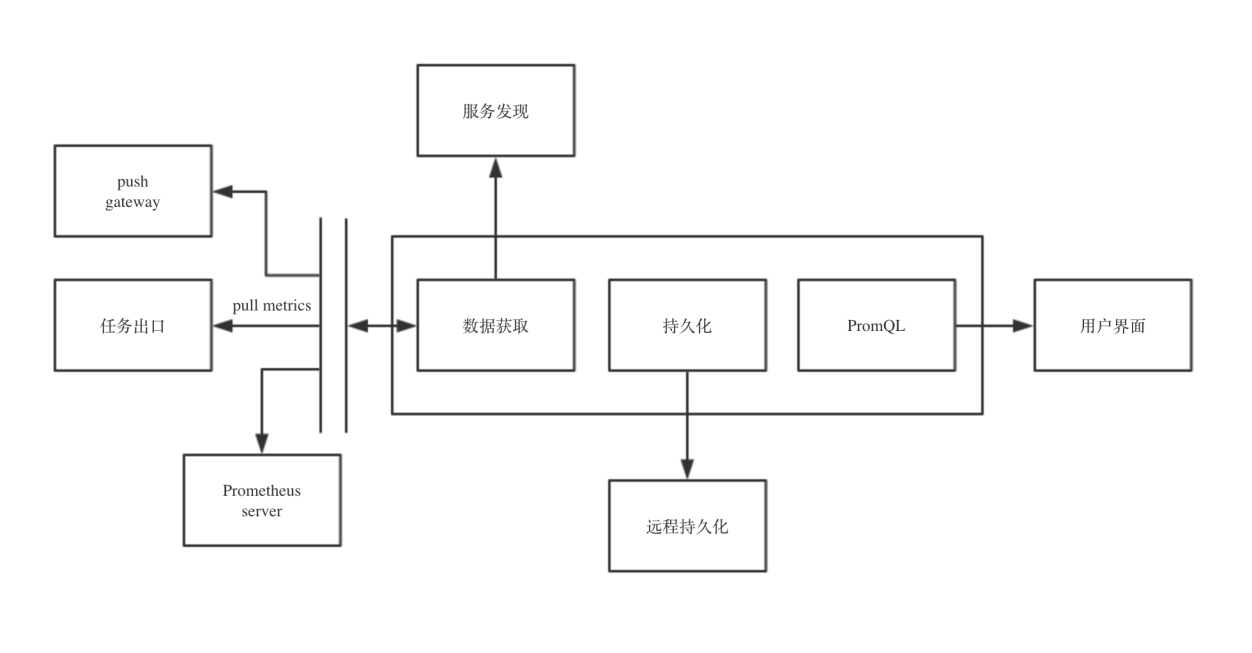 服务发现
push
gateway
pull metrics
任务出口
数据获取
持久化
PromQL
用户界面
Prometheus
server
远程持久化